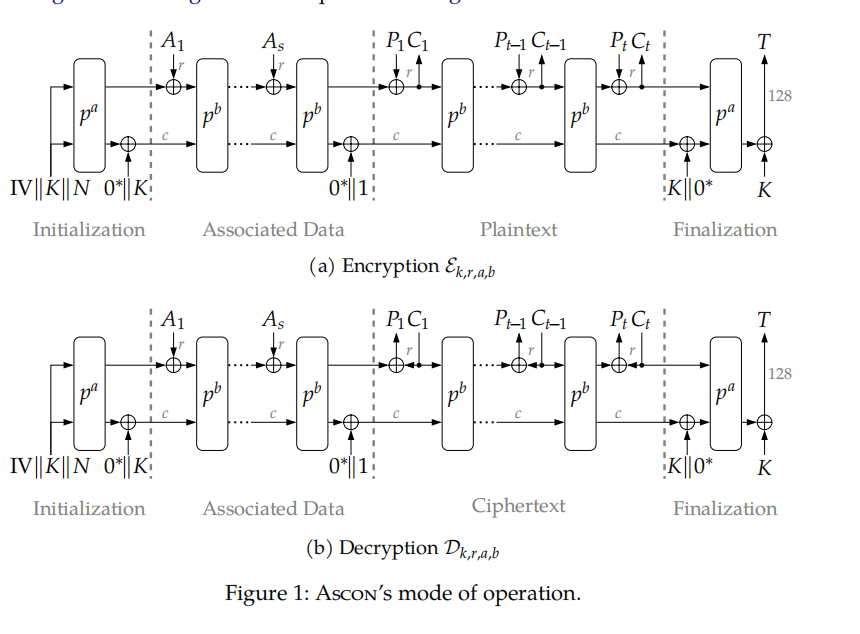 A₁ Aₛ P₁ C₁ Pₜ₋₁ Cₜ₋₁ Pₜ Cₜ T
r r r r r
pᵃ pᵇ pᵇ pᵇ pᵇ pᵃ 128
c c c c c
IV‖K‖N 0*‖K 0*‖1 K‖0* K
Initialization Associated Data Plaintext Finalization
(a) Encryption ℰₖ,ᵣ,ₐ,b
A₁ Aₛ P₁ C₁ Pₜ₋₁ Cₜ₋₁ Pₜ Cₜ T
r r r r r
pᵃ pᵇ pᵇ pᵇ pᵇ pᵃ 128
c c c c c
IV‖K‖N 0*‖K 0*‖1 K‖0* K
Initialization Associated Data Ciphertext Finalization
(b) Decryption 𝒟ₖ,ᵣ,ₐ,b
Figure 1: ASCON's mode of operation.